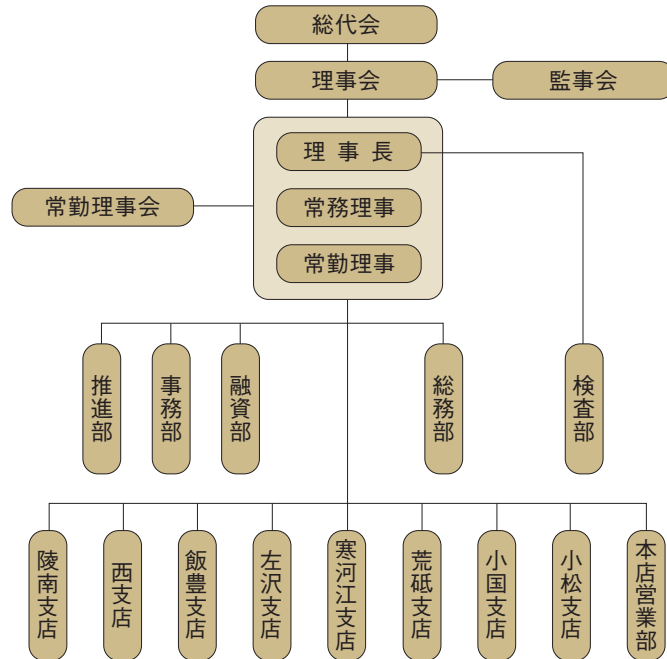 総代会
理事会
監事会
理事長
常勤理事会
常務理事
常勤理事
推進部
事務部
融資部
総務部
検査部
陵南支店
西支店
飯豊支店
左沢支店
寒河江支店
荒砥支店
小国支店
小松支店
本店営業部